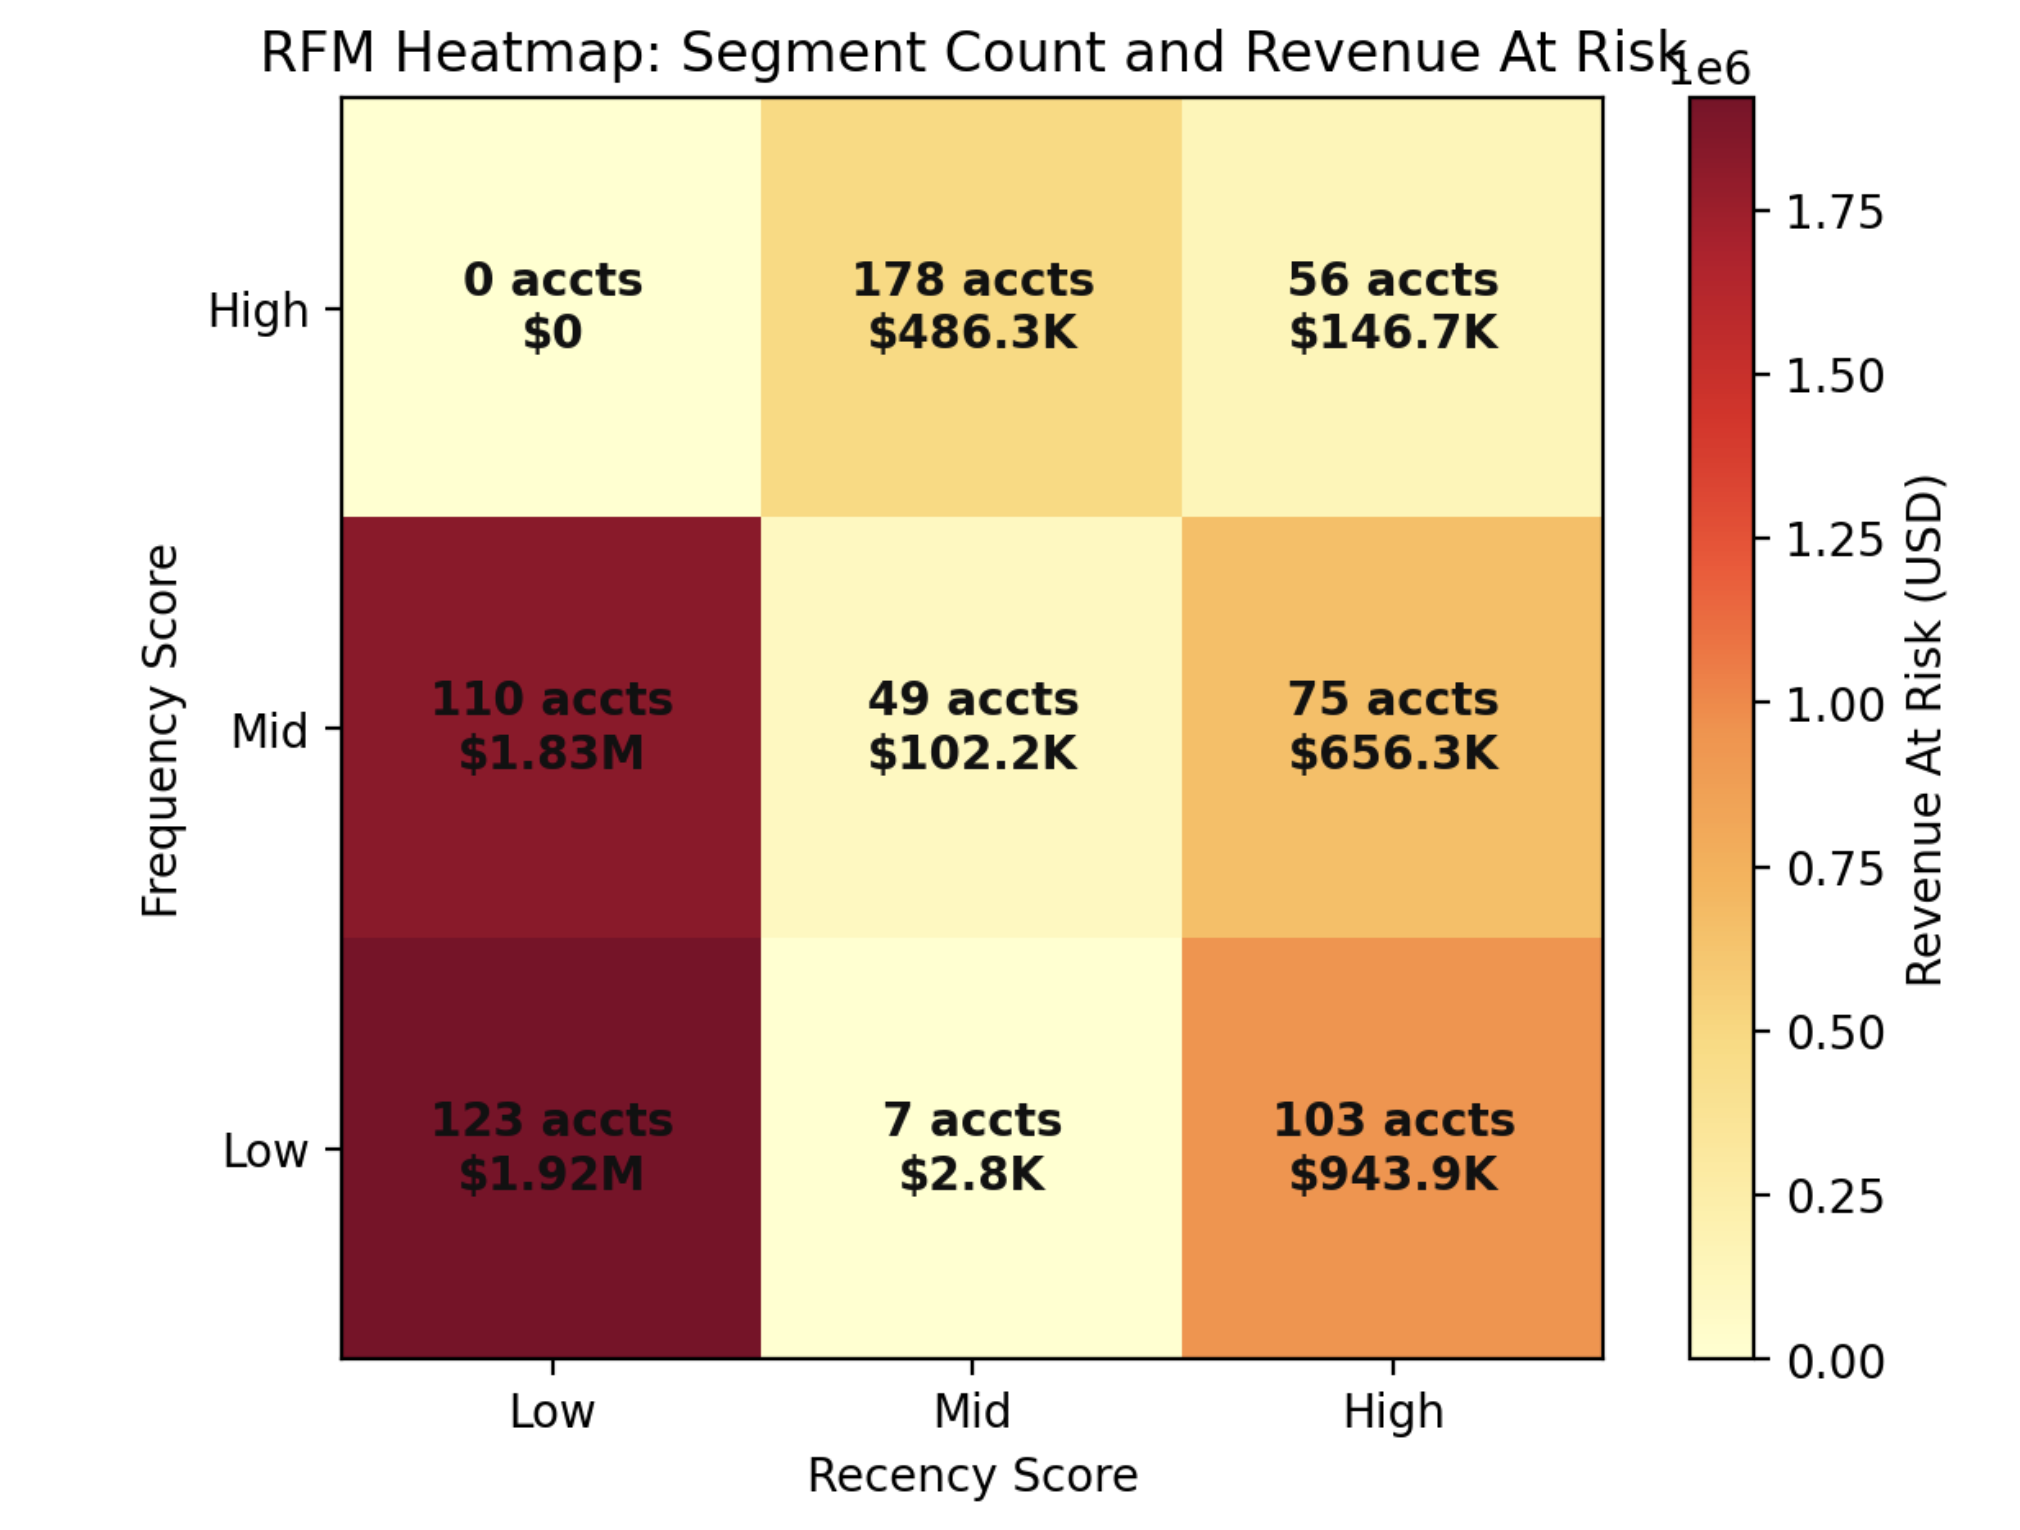 RFM Heatmap: Segment Count and Revenue At Risk
1e6
High
0 accts
$0
178 accts
$486.3K
56 accts
$146.7K
Mid
110 accts
$1.83M
49 accts
$102.2K
75 accts
$656.3K
Low
123 accts
$1.92M
7 accts
$2.8K
103 accts
$943.9K
Low
Mid
High
Recency Score
Frequency Score
1.75
1.50
1.25
1.00
0.75
0.50
0.25
0.00
Revenue At Risk (USD)